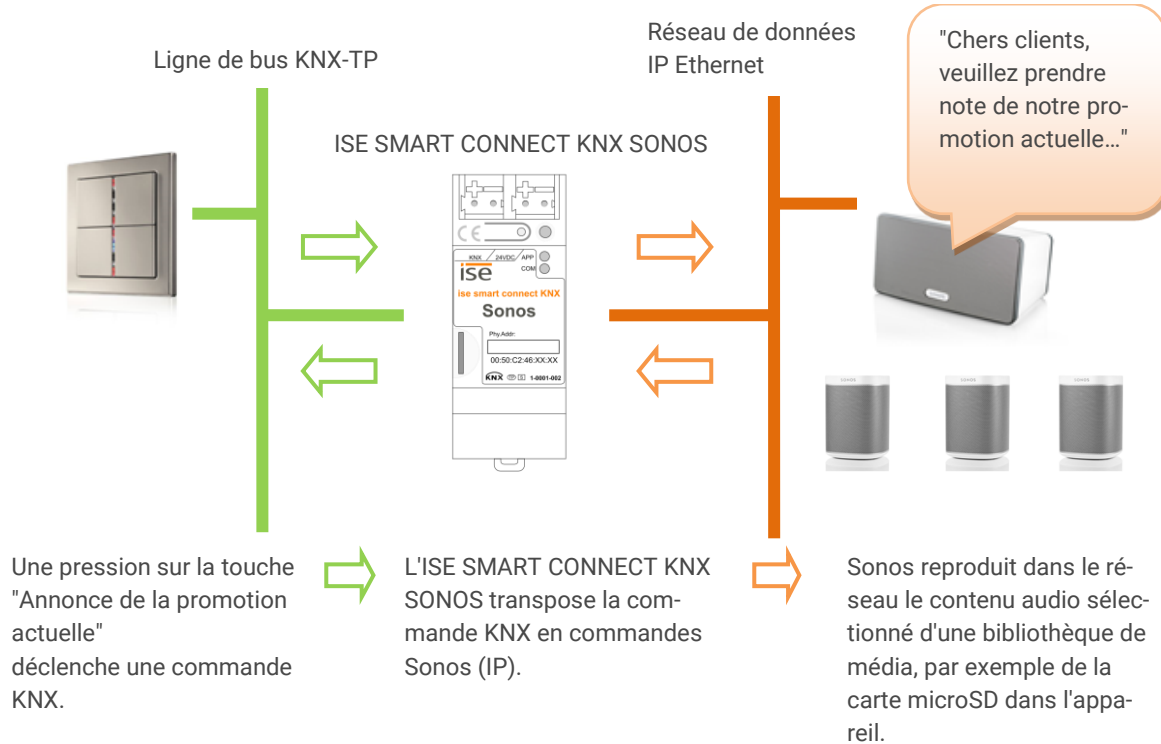 Ligne de bus KNX-TP
Réseau de données
IP Ethernet
"Chers clients,
veuillez prendre
note de notre pro-
motion actuelle…"
ISE SMART CONNECT KNX SONOS
CE
KNX / 24VDC / APP
COM
ise
ise smart connect KNX
Sonos
Phy.Addr:
00:50:C2:46:XX:XX
KNX TP S 1-0001-002
SONOS
SONOS
SONOS
Une pression sur la touche
"Annonce de la promotion
actuelle"
déclenche une commande
KNX.
L'ISE SMART CONNECT KNX
SONOS transpose la com-
mande KNX en commandes
Sonos (IP).
Sonos reproduit dans le ré-
seau le contenu audio sélec-
tionné d'une bibliothèque de
média, par exemple de la
carte microSD dans l'appa-
reil.